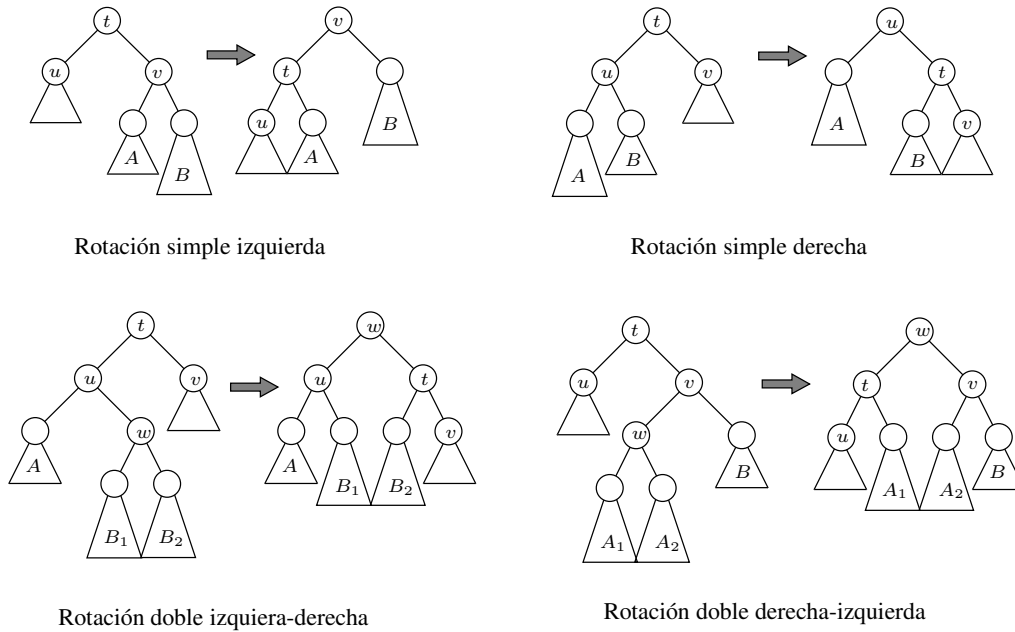 t v t u
u v t u v t
u
A B A B A B A B v
Rotación simple izquierda Rotación simple derecha
t w t w
u v u t u v t v
w v w u
A A B₁ B₂ B A₁ A₂ B
B₁ B₂ A₁ A₂
Rotación doble izquiera-derecha Rotación doble derecha-izquierda